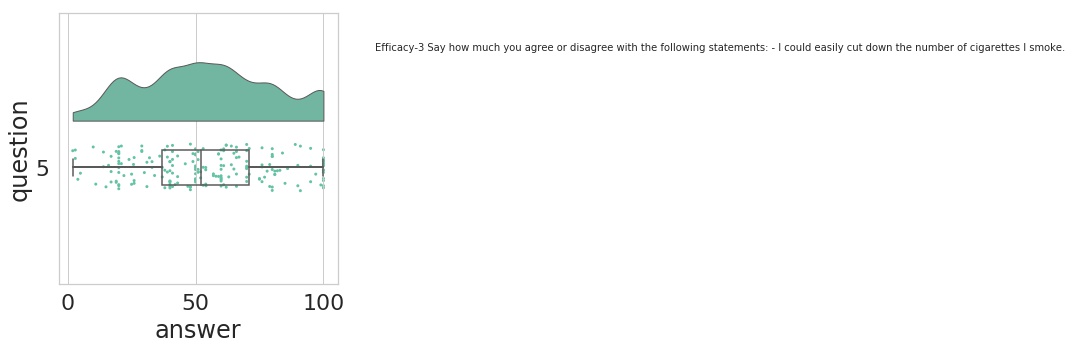 Efficacy-3 Say how much you agree or disagree with the following statements: - I could easily cut down the number of cigarettes I smoke.
question
5
0 50 100
answer